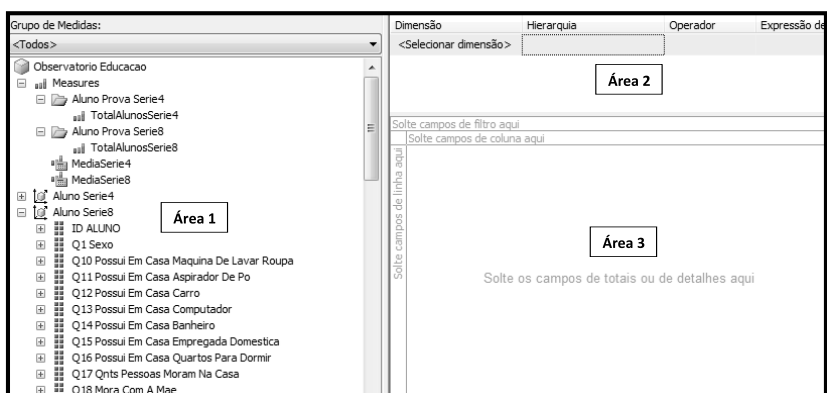 Grupo de Medidas:
<Todos>
Observatorio Educacao
Measures
Aluno Prova Serie4
TotalAlunosSerie4
Aluno Prova Serie8
TotalAlunosSerie8
MediaSerie4
MediaSerie8
Aluno Serie4
Aluno Serie8
Área 1
ID ALUNO
Q1 Sexo
Q10 Possui Em Casa Maquina De Lavar Roupa
Q11 Possui Em Casa Aspirador De Po
Q12 Possui Em Casa Carro
Q13 Possui Em Casa Computador
Q14 Possui Em Casa Banheiro
Q15 Possui Em Casa Empregada Domestica
Q16 Possui Em Casa Quartos Para Dormir
Q17 Qnts Pessoas Moram Na Casa
Q18 Mora Com A Mae
Dimensão Hierarquia Operador Expressão de
<Selecionar dimensão>
Área 2
Solte campos de filtro aqui
Solte campos de coluna aqui
Solte campos de linha aqui
Área 3
Solte os campos de totais ou de detalhes aqui